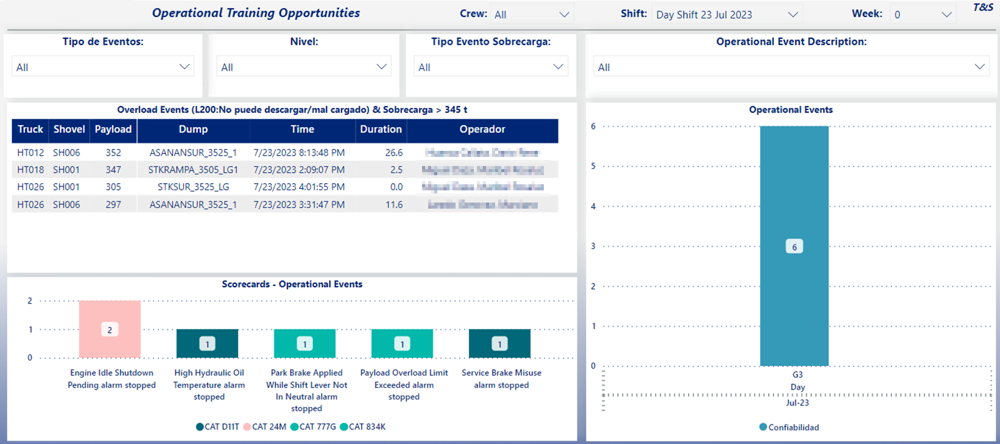 Operational Training Opportunities
Crew: All
Shift: Day Shift 23 Jul 2023
Week: 0
T&S
Tipo de Eventos:
All
Nivel:
All
Tipo Evento Sobrecarga:
All
Operational Event Description:
All
Overload Events (L200:No puede descargar/mal cargado) & Sobrecarga > 345 t
Truck Shovel Payload Dump Time Duration Operador
HT012 SH006 352 ASANANSUR_3525_1 7/23/2023 8:13:48 PM 26.6
HT018 SH001 347 STKRAMPA_3505_LG1 7/23/2023 2:09:07 PM 2.5
HT026 SH001 305 STKSUR_3525_LG 7/23/2023 4:01:55 PM 0.0
HT026 SH006 297 ASANANSUR_3525_1 7/23/2023 3:31:47 PM 11.6
Scorecards - Operational Events
2
1
0
2
1
1
1
1
Engine Idle Shutdown
Pending alarm stopped
High Hydraulic Oil
Temperature alarm
stopped
Park Brake Applied
While Shift Lever Not
In Neutral alarm
stopped
Payload Overload Limit
Exceeded alarm
stopped
Service Brake Misuse
alarm stopped
CAT D11T CAT 24M CAT 777G CAT 834K
Operational Events
6
5
4
3
2
1
0
6
G3
Day
Jul-23
Confiabilidad